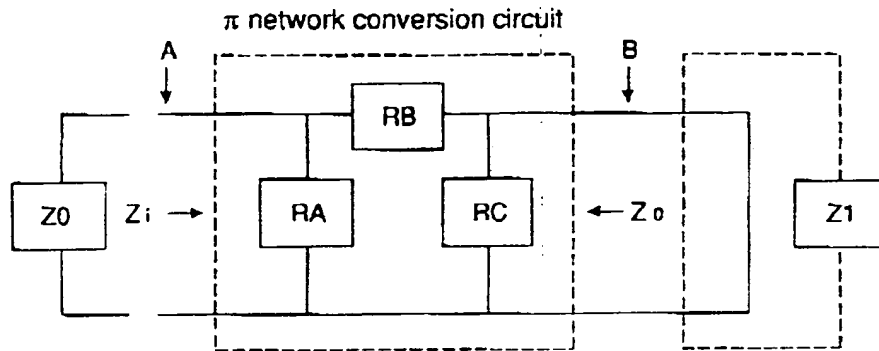 π network conversion circuit
A
B
RB
Z0
Zi
RA
RC
Zo
Z1